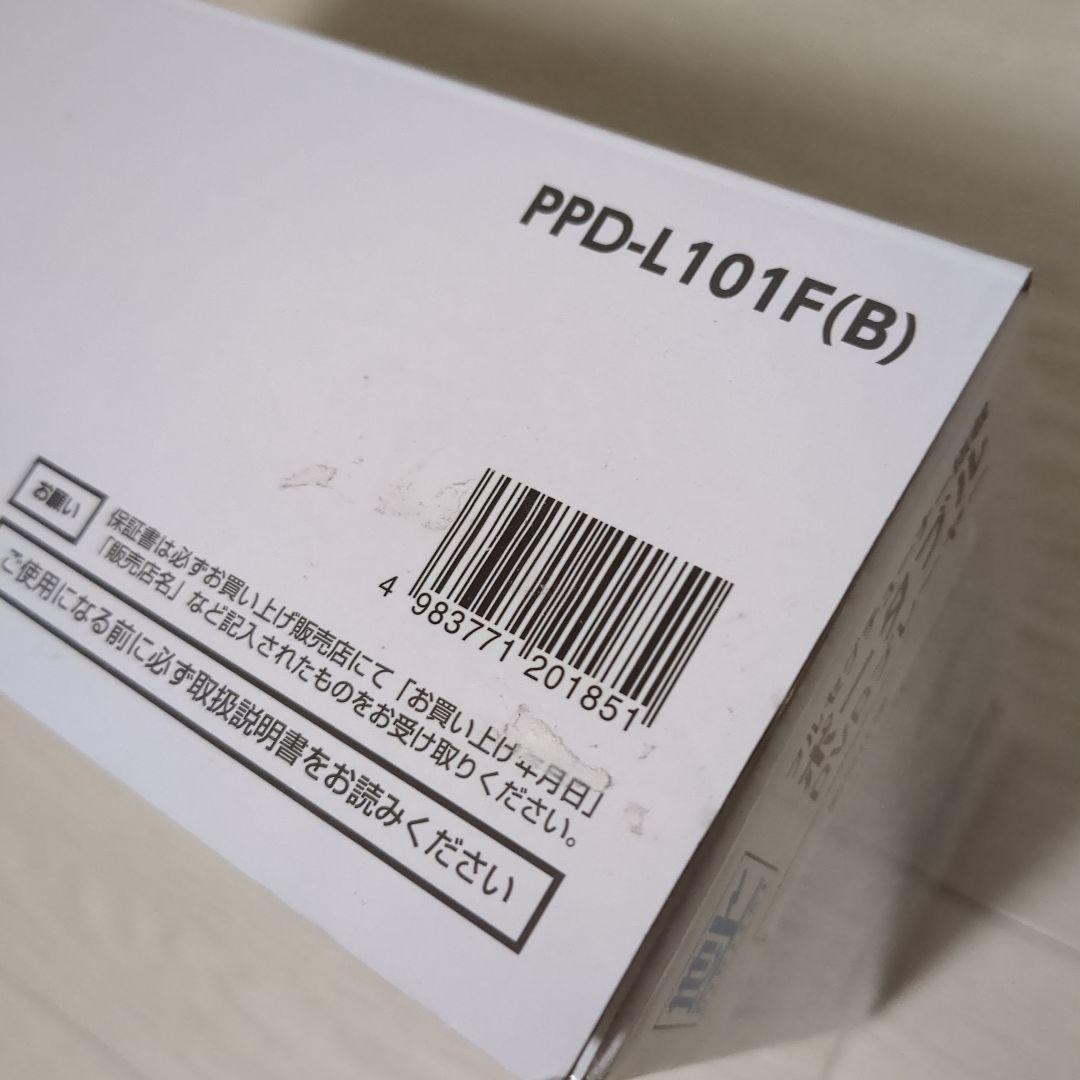 PPD-L101F(B)
4 983771 201851
お願い
保証書は必ずお買い上げ販売店にて「お買い上げ年月日」
「販売店名」など記入されたものをお受け取りください。
ご使用になる前に必ず取扱説明書をお読みください